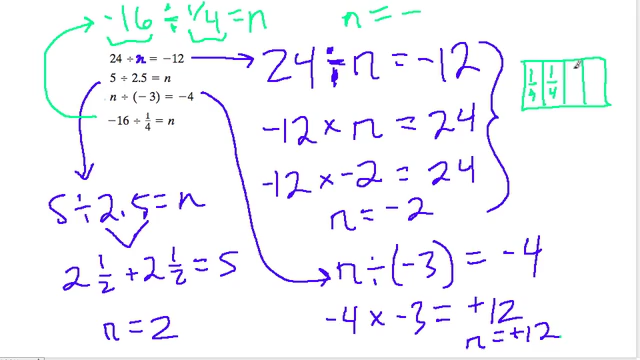 -16 ÷ 1/4 = n
n = -
24 ÷ n = -12
5 ÷ 2.5 = n
n ÷ (-3) = -4
-16 ÷ 1/4 = n
24 ÷ n = -12
-12 × n = 24
-12 × -2 = 24
n = -2
1/4 1/4
5 ÷ 2.5 = n
2 1/2 + 2 1/2 = 5
n = 2
n ÷ (-3) = -4
-4 × -3 = +12
n = +12